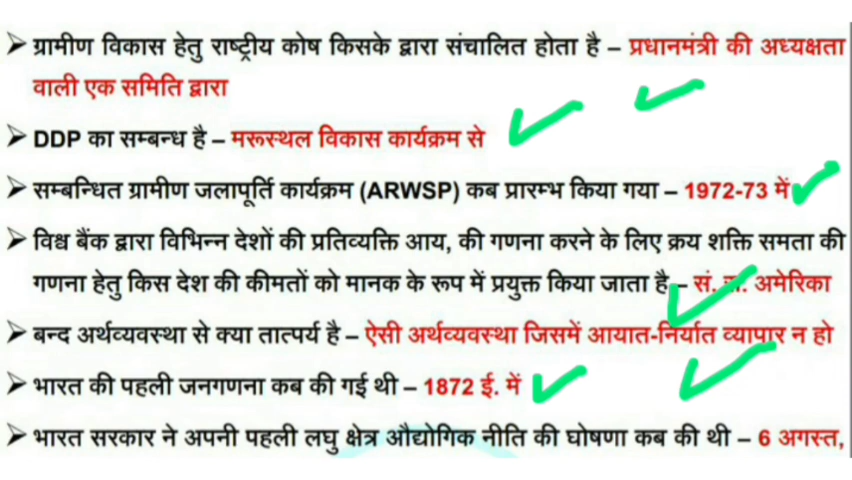 ➢ ग्रामीण विकास हेतु राष्ट्रीय कोष किसके द्वारा संचालित होता है – प्रधानमंत्री की अध्यक्षता
वाली एक समिति द्वारा
➢ DDP का सम्बन्ध है – मरूस्थल विकास कार्यक्रम से
➢ सम्बन्धित ग्रामीण जलापूर्ति कार्यक्रम (ARWSP) कब प्रारम्भ किया गया – 1972-73 में
➢ विश्व बैंक द्वारा विभिन्न देशों की प्रतिव्यक्ति आय, की गणना करने के लिए क्रय शक्ति समता की
गणना हेतु किस देश की कीमतों को मानक के रूप में प्रयुक्त किया जाता है – सं. अमेरिका
➢ बन्द अर्थव्यवस्था से क्या तात्पर्य है – ऐसी अर्थव्यवस्था जिसमें आयात-निर्यात व्यापार न हो
➢ भारत की पहली जनगणना कब की गई थी – 1872 ई. में
➢ भारत सरकार ने अपनी पहली लघु क्षेत्र औद्योगिक नीति की घोषणा कब की थी – 6 अगस्त,